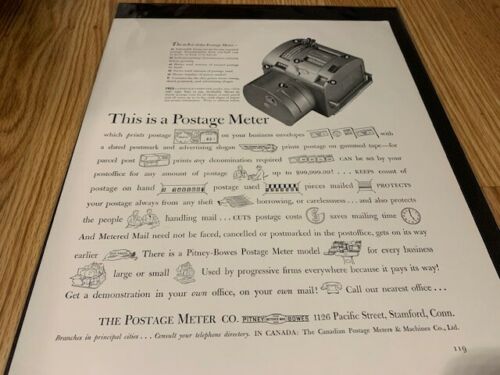 This is a Postage Meter
which prints postage on your business envelopes with
a dated postmark and advertising slogan prints postage on gummed tape—for
parcel post prints any denomination required CAN be set by your
postoffice for any amount of postage up to $99,999.99! . . . KEEPS count of
postage on hand postage used pieces mailed PROTECTS
your postage always from any theft borrowing, or carelessness . . . and also protects
the people handling mail . . . CUTS postage costs saves mailing time
And Metered Mail need not be faced, cancelled or postmarked in the postoffice, gets on its way
earlier There is a Pitney-Bowes Postage Meter model for every business
large or small Used by progressive firms everywhere because it pays its way!
Get a demonstration in your own office, on your own mail! Call our nearest office . . .
THE POSTAGE METER CO. PITNEY BOWES 1126 Pacific Street, Stamford, Conn.
Branches in principal cities . . . Consult your telephone directory. IN CANADA: The Canadian Postage Meters & Machines Co., Ltd.
119